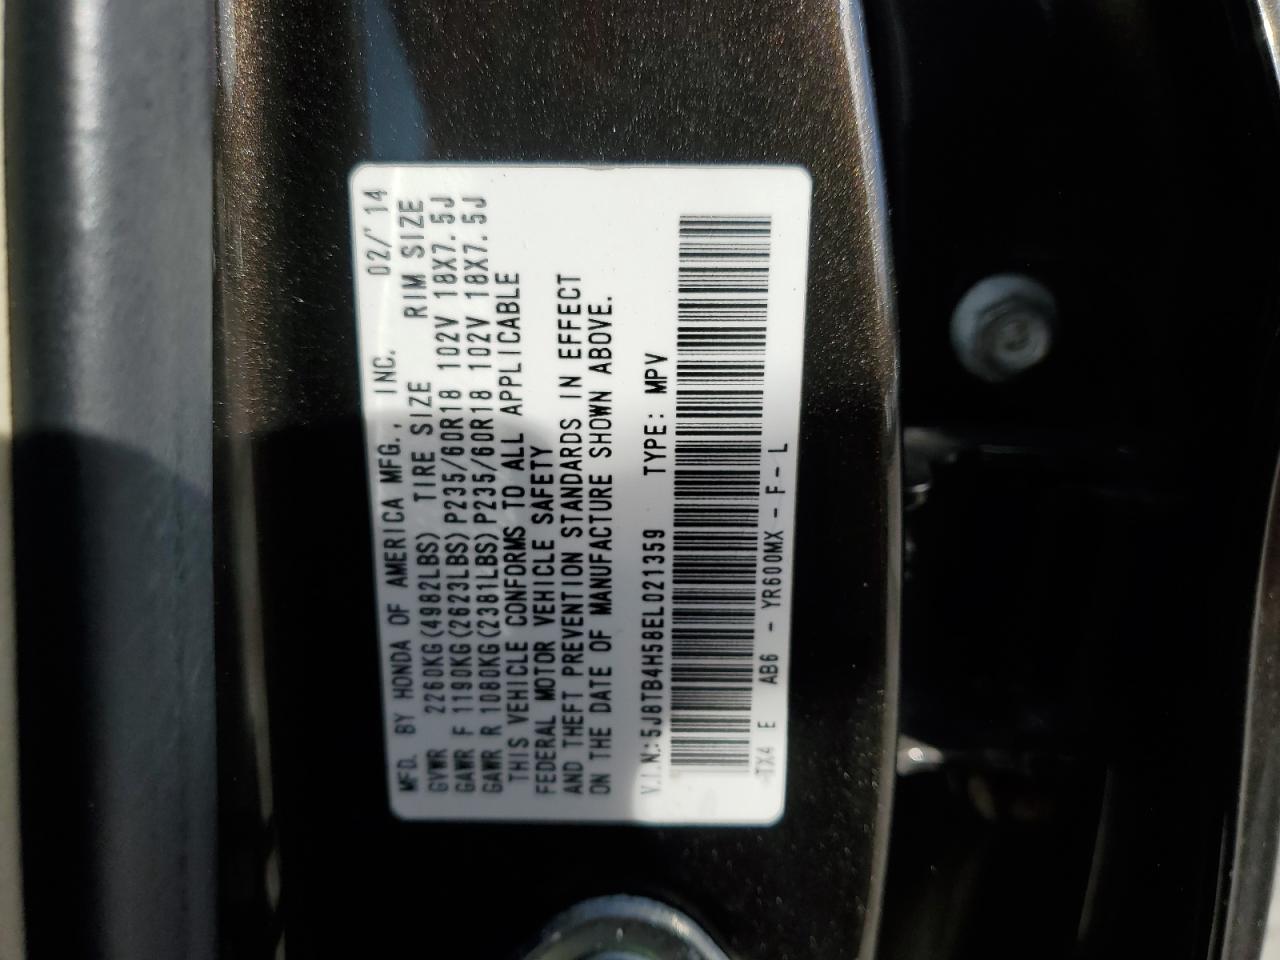 MFD. BY HONDA OF AMERICA MFG., INC. 02/'14
GVWR 2260KG(4982LBS) TIRE SIZE RIM SIZE
GAWR F 1190KG(2623LBS)P235/60R18 102V 18X7.5J
GAWR R 1080KG(2381LBS)P235/60R18 102V 18X7.5J
THIS VEHICLE CONFORMS TO ALL APPLICABLE
FEDERAL MOTOR VEHICLE SAFETY
AND THEFT PREVENTION STANDARDS IN EFFECT
ON THE DATE OF MANUFACTURE SHOWN ABOVE.
V.I.N.:5J8TB4H58EL021359 TYPE: MPV
TX4 E AB6 - YR600MX - F - L